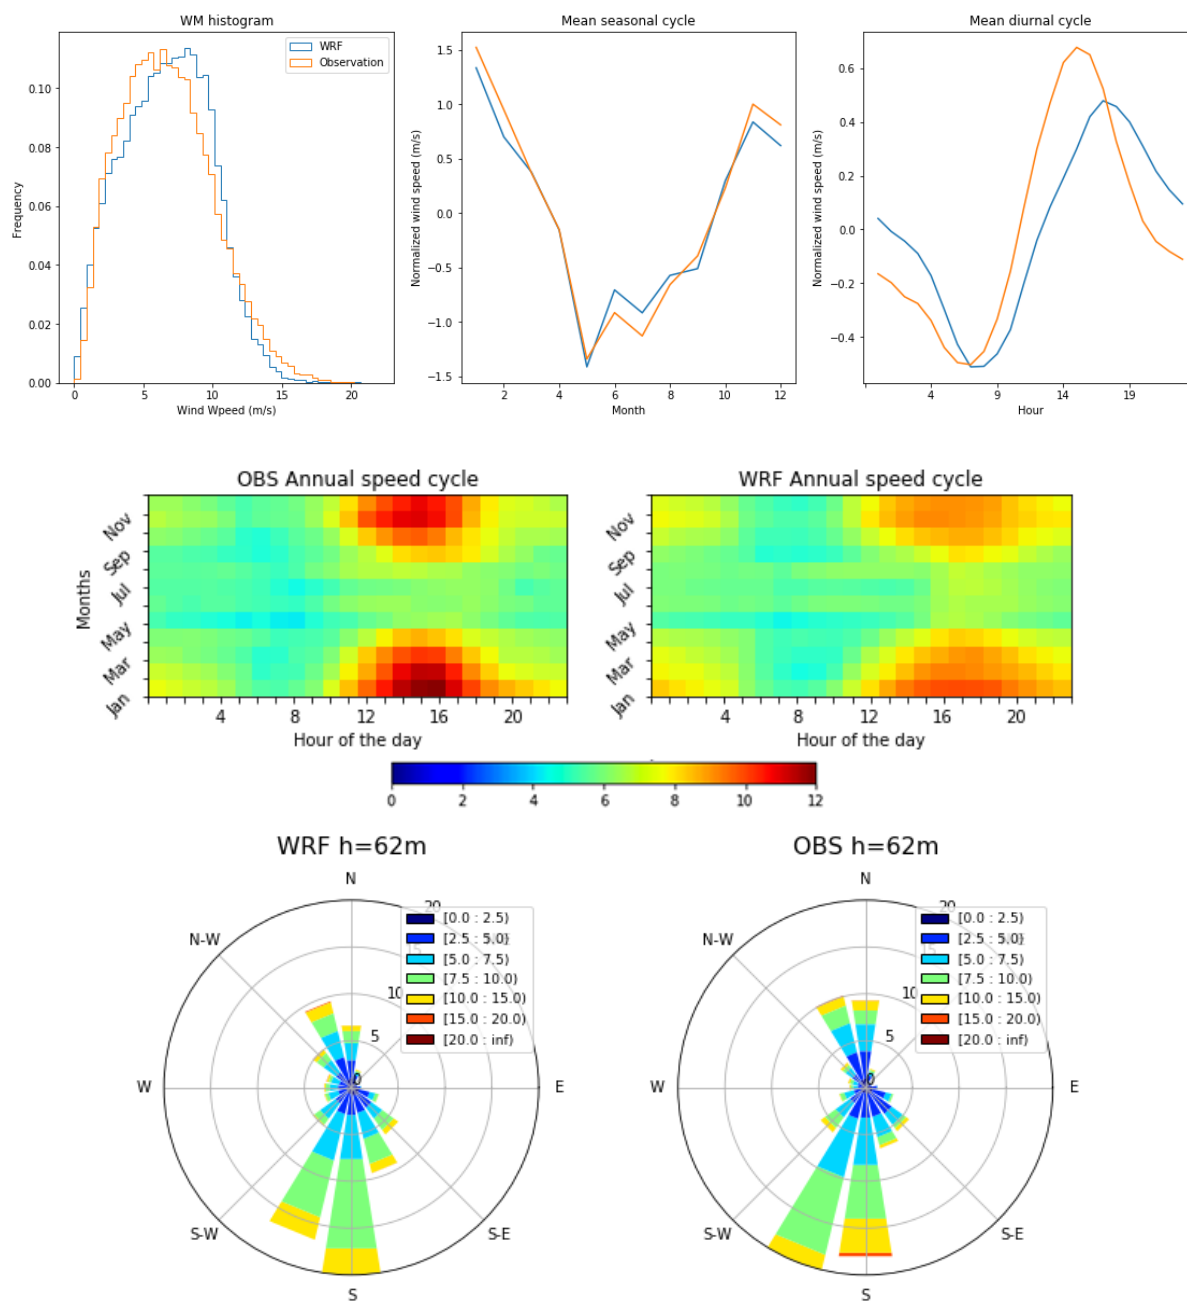 WM histogram
WRF
Observation
Frequency
0.10
0.08
0.06
0.04
0.02
0.00
0 5 10 15 20
Wind Wpeed (m/s)
Mean seasonal cycle
Normalized wind speed (m/s)
1.5
1.0
0.5
0.0
−0.5
−1.0
−1.5
2 4 6 8 10 12
Month
Mean diurnal cycle
Normalized wind speed (m/s)
0.6
0.4
0.2
0.0
−0.2
−0.4
4 9 14 19
Hour
OBS Annual speed cycle
Months
Nov
Sep
Jul
May
Mar
Jan
4 8 12 16 20
Hour of the day
WRF Annual speed cycle
Nov
Sep
Jul
May
Mar
Jan
4 8 12 16 20
Hour of the day
0 2 4 6 8 10 12
WRF h=62m
N
N-W
W
S-W
S
S-E
E
20
10
5
0
[0.0 : 2.5)
[2.5 : 5.0)
[5.0 : 7.5)
[7.5 : 10.0)
[10.0 : 15.0)
[15.0 : 20.0)
[20.0 : inf)
OBS h=62m
N
N-W
W
S-W
S
S-E
E
20
10
5
0
[0.0 : 2.5)
[2.5 : 5.0)
[5.0 : 7.5)
[7.5 : 10.0)
[10.0 : 15.0)
[15.0 : 20.0)
[20.0 : inf)